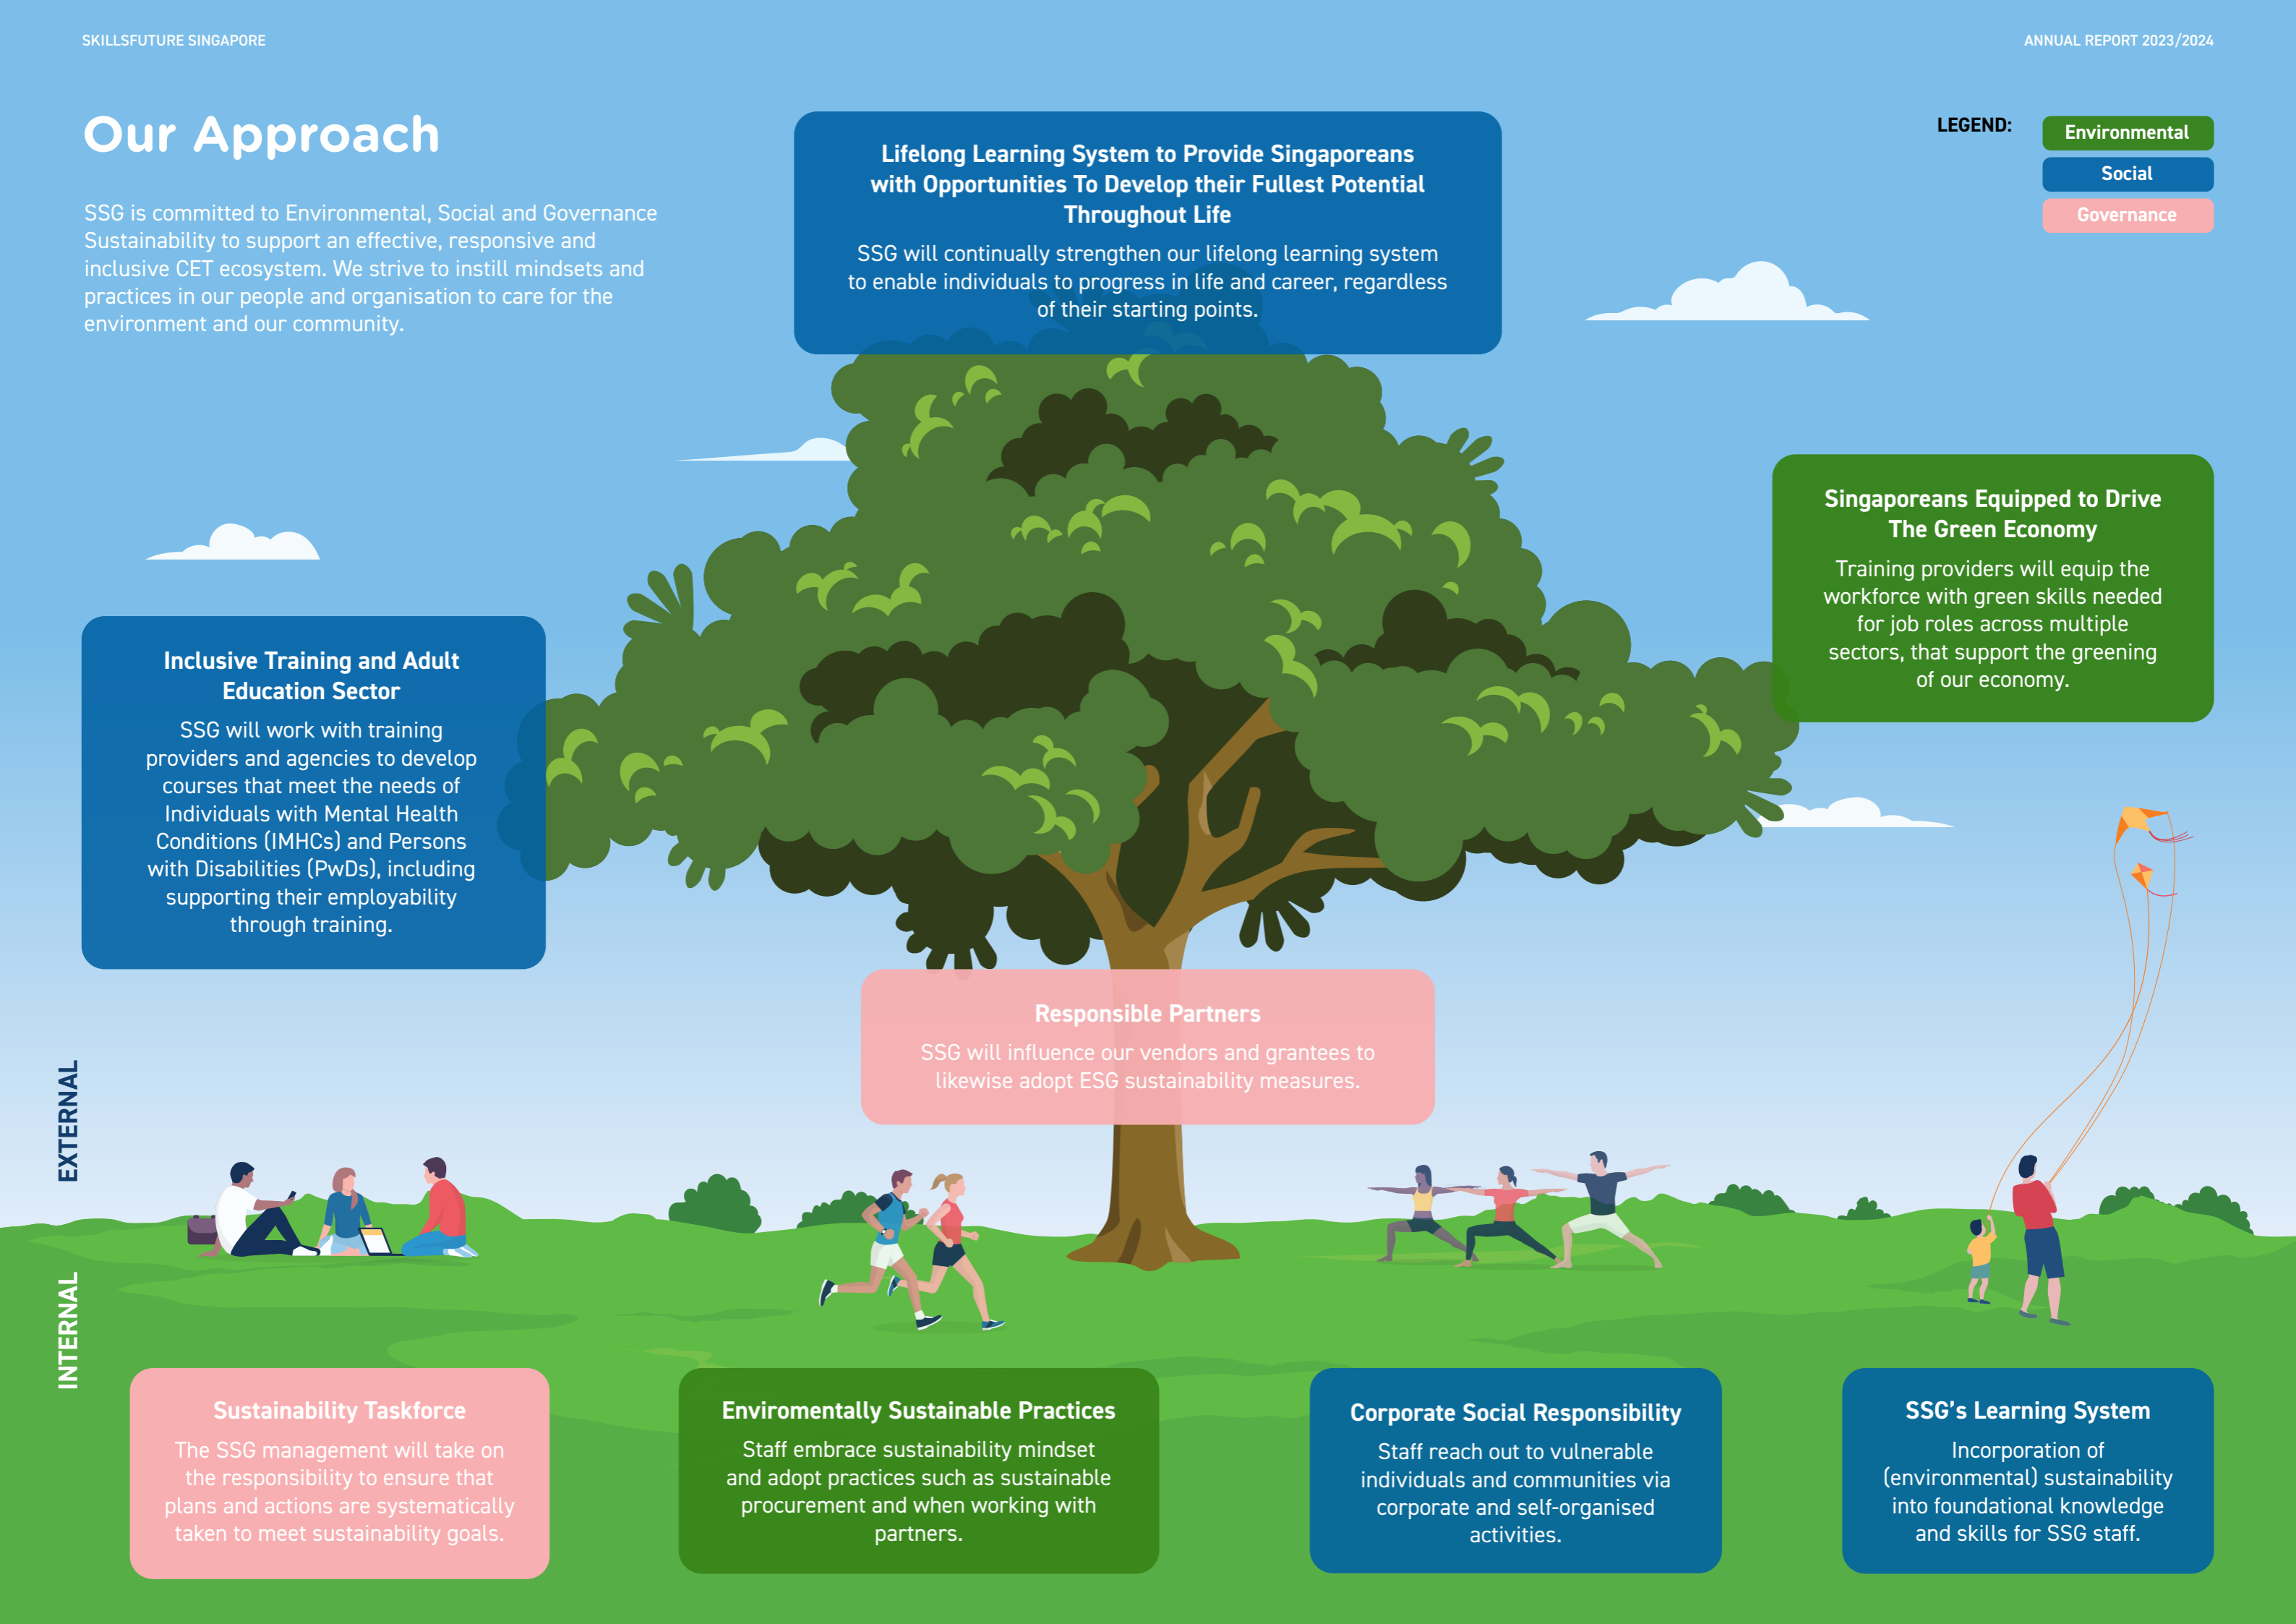 SKILLSFUTURE SINGAPORE
ANNUAL REPORT 2023/2024
Our Approach
SSG is committed to Environmental, Social and Governance
Sustainability to support an effective, responsive and
inclusive CET ecosystem. We strive to instill mindsets and
practices in our people and organisation to care for the
environment and our community.
LEGEND:
Environmental
Social
Governance
Lifelong Learning System to Provide Singaporeans
with Opportunities To Develop their Fullest Potential
Throughout Life
SSG will continually strengthen our lifelong learning system
to enable individuals to progress in life and career, regardless
of their starting points.
Singaporeans Equipped to Drive
The Green Economy
Training providers will equip the
workforce with green skills needed
for job roles across multiple
sectors, that support the greening
of our economy.
Inclusive Training and Adult
Education Sector
SSG will work with training
providers and agencies to develop
courses that meet the needs of
Individuals with Mental Health
Conditions (IMHCs) and Persons
with Disabilities (PwDs), including
supporting their employability
through training.
Responsible Partners
SSG will influence our vendors and grantees to
likewise adopt ESG sustainability measures.
EXTERNAL
INTERNAL
Sustainability Taskforce
The SSG management will take on
the responsibility to ensure that
plans and actions are systematically
taken to meet sustainability goals.
Enviromentally Sustainable Practices
Staff embrace sustainability mindset
and adopt practices such as sustainable
procurement and when working with
partners.
Corporate Social Responsibility
Staff reach out to vulnerable
individuals and communities via
corporate and self-organised
activities.
SSG's Learning System
Incorporation of
(environmental) sustainability
into foundational knowledge
and skills for SSG staff.